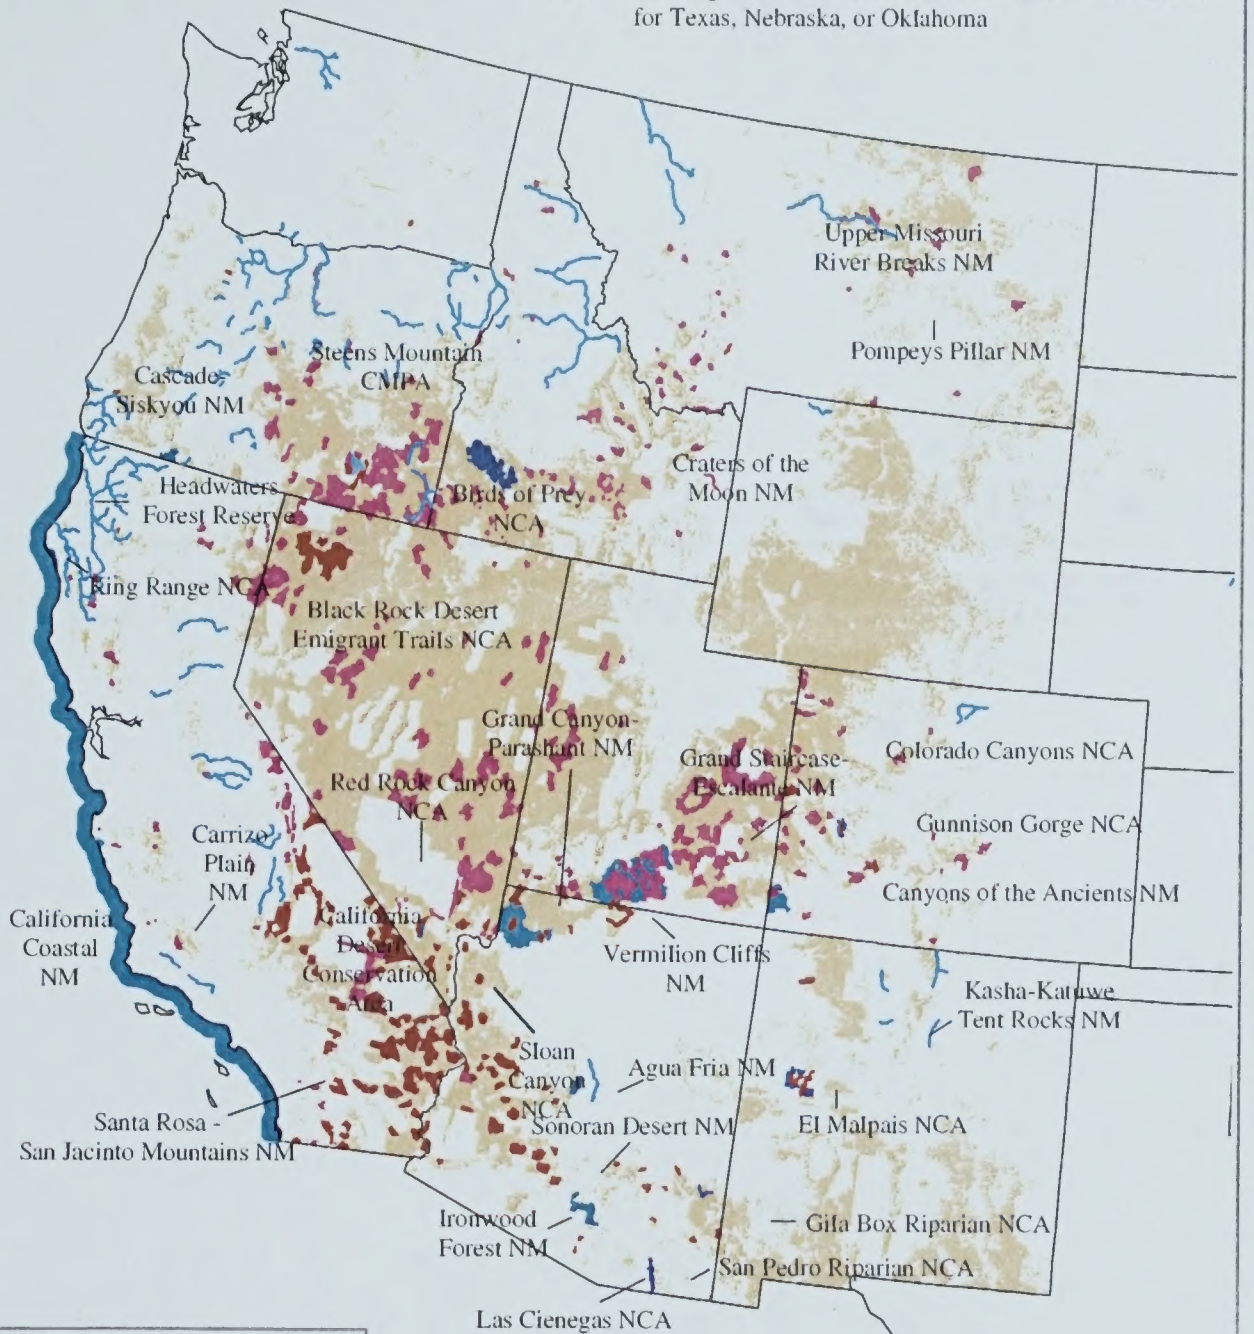 for Texas, Nebraska, or Oklahoma
Upper Missouri
River Breaks NM
Pompeys Pillar NM
Steens Mountain
CMPA
Cascade-
Siskyou NM
Craters of the
Moon NM
Headwaters
Forest Reserve
Birds of Prey
NCA
King Range NCA
Black Rock Desert
Emigrant Trails NCA
Grand Canyon-
Parashant NM
Grand Staircase-
Escalante NM
Colorado Canyons NCA
Red Rock Canyon
NCA
Gunnison Gorge NCA
Carrizo
Plain
NM
Canyons of the Ancients NM
California
Coastal
NM
California
Desert
Conservation
Area
Vermilion Cliffs
NM
Kasha-Katuwe
Tent Rocks NM
Sloan
Canyon
NCA
Agua Fria NM
Santa Rosa -
San Jacinto Mountains NM
Sonoran Desert NM
El Malpais NCA
Ironwood
Forest NM
Gila Box Riparian NCA
San Pedro Riparian NCA
Las Cienegas NCA